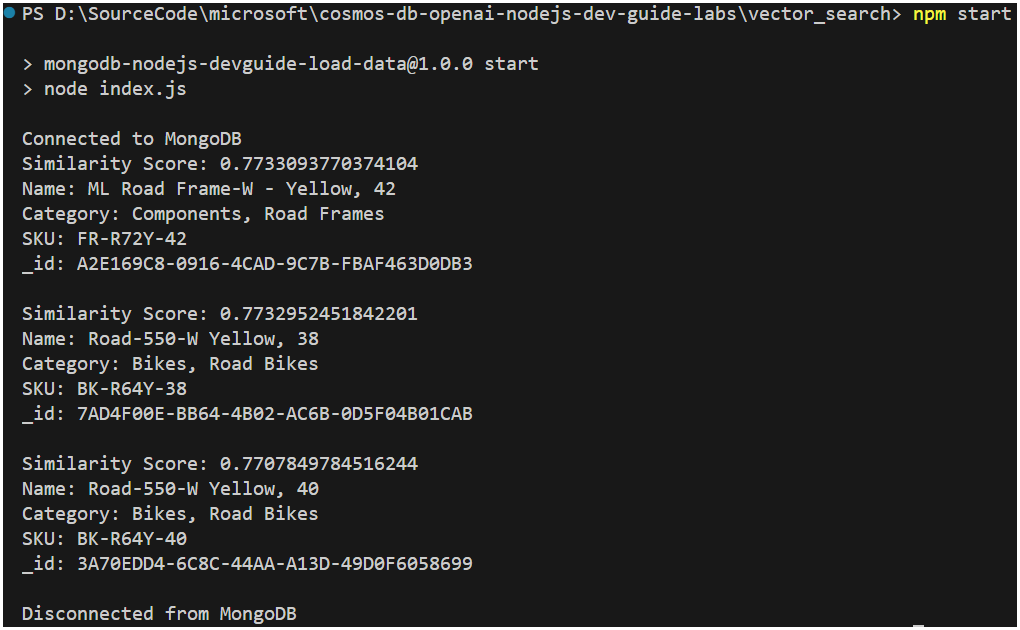 PS D:\SourceCode\microsoft\cosmos-db-openai-nodejs-dev-guide-labs\vector_search> npm start
> mongodb-nodejs-devguide-load-data@1.0.0 start
> node index.js
Connected to MongoDB
Similarity Score: 0.7733093770374104
Name: ML Road Frame-W - Yellow, 42
Category: Components, Road Frames
SKU: FR-R72Y-42
_id: A2E169C8-0916-4CAD-9C7B-FBAF463D0DB3
Similarity Score: 0.7732952451842201
Name: Road-550-W Yellow, 38
Category: Bikes, Road Bikes
SKU: BK-R64Y-38
_id: 7AD4F00E-BB64-4B02-AC6B-0D5F04B01CAB
Similarity Score: 0.7707849784516244
Name: Road-550-W Yellow, 40
Category: Bikes, Road Bikes
SKU: BK-R64Y-40
_id: 3A70EDD4-6C8C-44AA-A13D-49D0F6058699
Disconnected from MongoDB